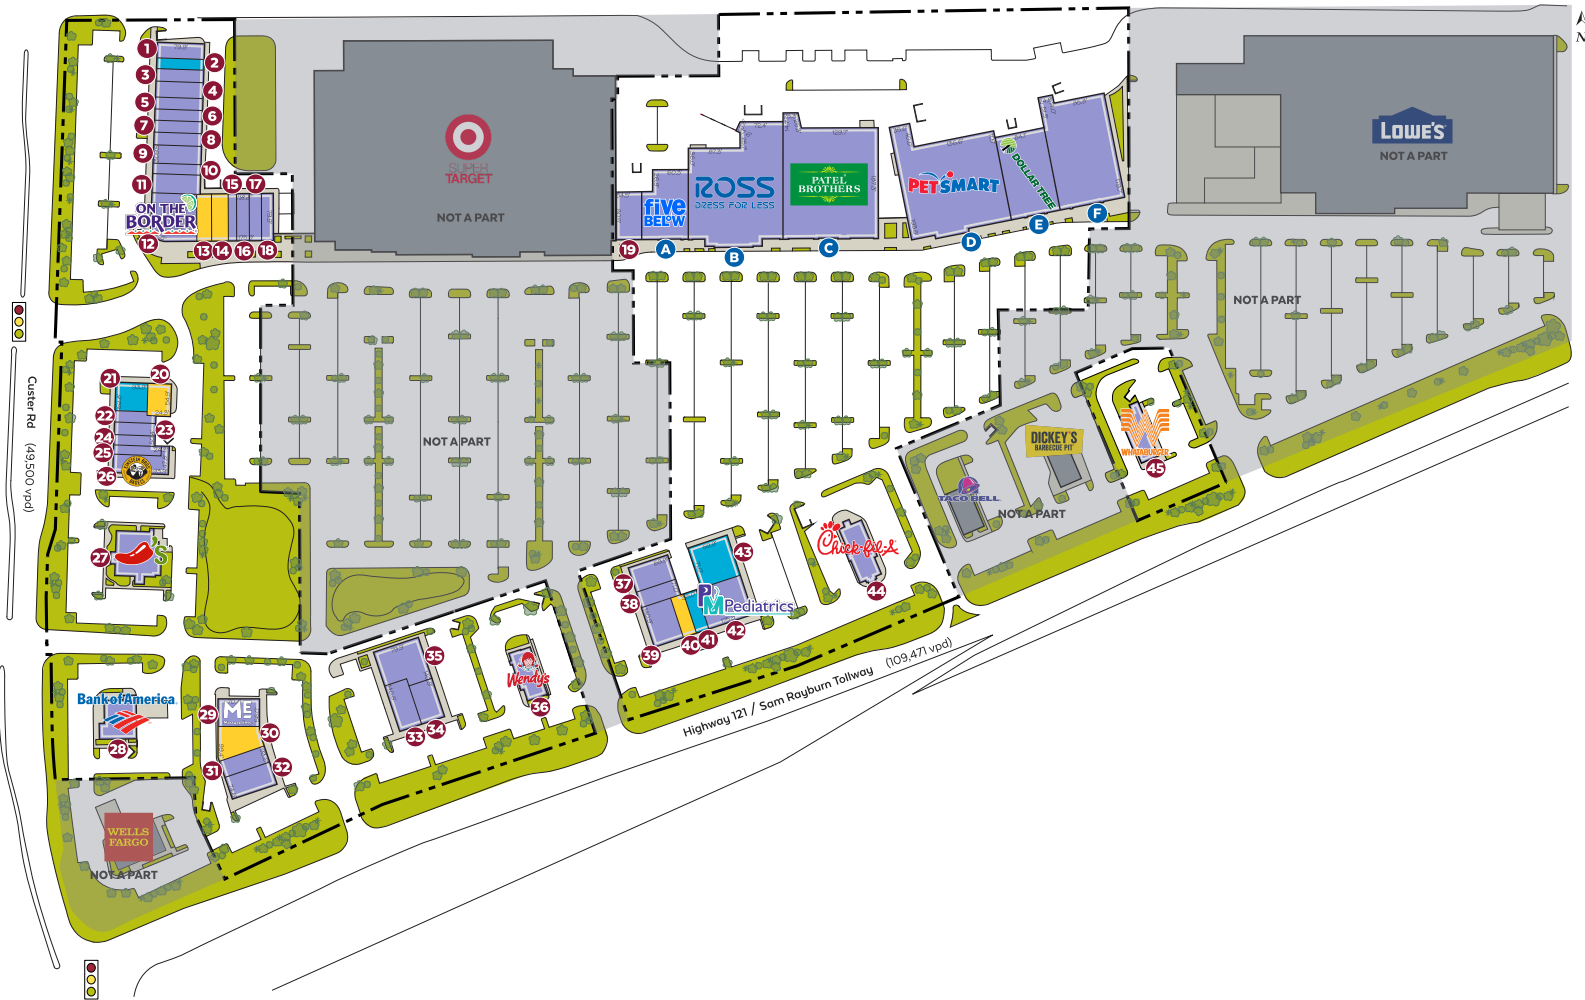 N
1
2
3
4
5
6
7
8
9
10
11
15
17
ON THE
BORDER
12
13
14
16
18
SUPER
TARGET
NOT A PART
five
BEL°W
ROSS
DRESS FOR LESS
PATEL
BROTHERS
PETSMART
DOLLAR TREE
19
A
B
C
D
E
F
LOWE'S
NOT A PART
NOT A PART
NOT A PART
Custer Rd (49,500 vpd)
21
20
22
23
24
25
26
27
'S
DICKEY'S
BARBECUE PIT
TACO BELL
NOT A PART
WHATABURGER
45
Chick-fil-A
44
37
38
39
40
41
42
43
PM Pediatrics
35
33
34
Wendys
36
Bank of America
28
29
ME
30
31
32
WELLS
FARGO
NOT A PART
Highway 121 / Sam Rayburn Tollway (109,471 vpd)